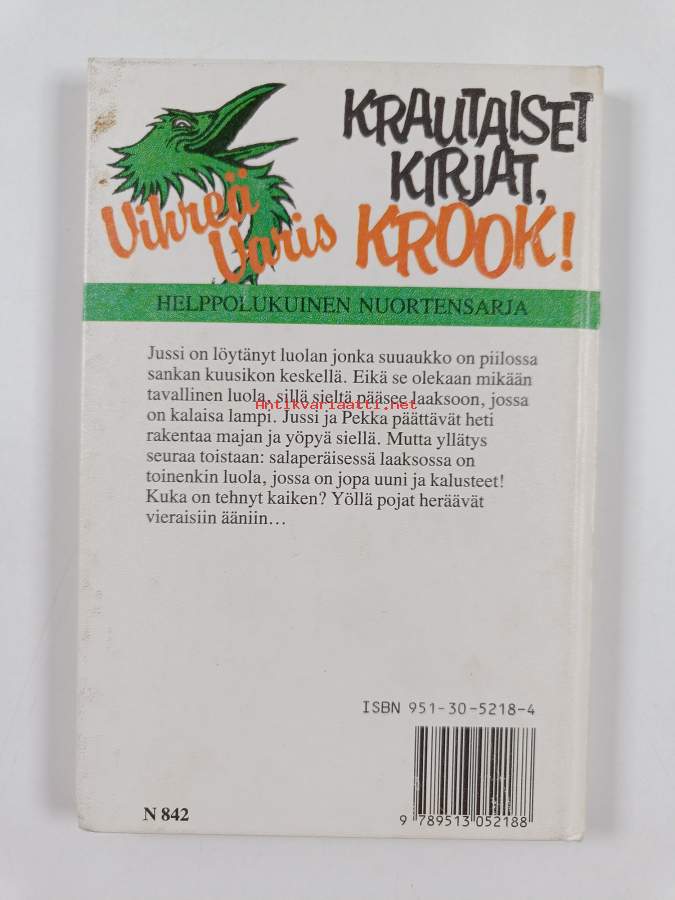 KRAUTAISET
KIRJAT,
KROOK!
Vihreä
Varis
HELPPOLUKUINEN NUORTENSARJA
Jussi on löytänyt luolan jonka suuaukko on piilossa
sankan kuusikon keskellä. Eikä se olekaan mikään
tavallinen luola, sillä sieltä pääsee laaksoon, jossa
on kalaisa lampi. Jussi ja Pekka päättävät heti
Antikvariaatti.net
rakentaa majan ja yöpyä siellä. Mutta yllätys
seuraa toistaan: salaperäisessä laaksossa on
toinenkin luola, jossa on jopa uuni ja kalusteet!
Kuka on tehnyt kaiken? Yöllä pojat heräävät
vieraisiin ääniin...
ISBN 951-30-5218-4
9 789513 052188
N 842